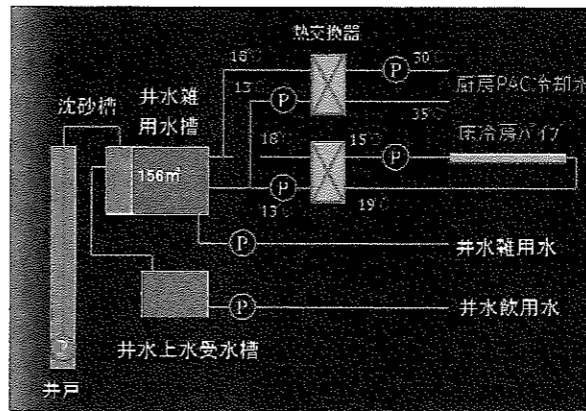 熱交換器
18℃
30℃
P
厨房PAC冷却水
13
P
35℃
沈砂槽
井水雑
用水槽
床冷房パイプ
156㎥
18℃
15℃
P
P
13℃
19℃
P
井水雑用水
P
井水飲用水
井水上水受水槽
P
井戸